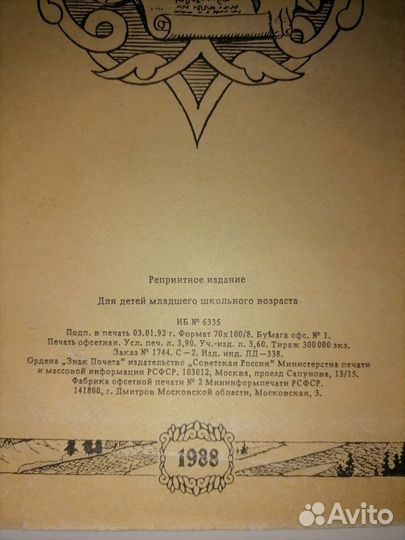 Репринтное издание
Для детей младшего школьного возраста
ИБ № 6335
Подп. в печать 03.01.92 г. Формат 70х100/8. Бумага офс. № 1.
Печать офсетная. Усл. печ. л. 3,90. Уч.-изд. л. 3,60. Тираж 300 000 экз.
Заказ № 1744. С—2. Изд. инд. ЛД—338.
Ордена „Знак Почета" издательство „Советская Россия" Министерства печати
и массовой информации РСФСР. 103012, Москва, проезд Сапунова, 13/15.
Фабрика офсетной печати № 2 Мининформпечати РСФСР.
141800, г. Дмитров Московской области, Московская, 3.
1988
Avito